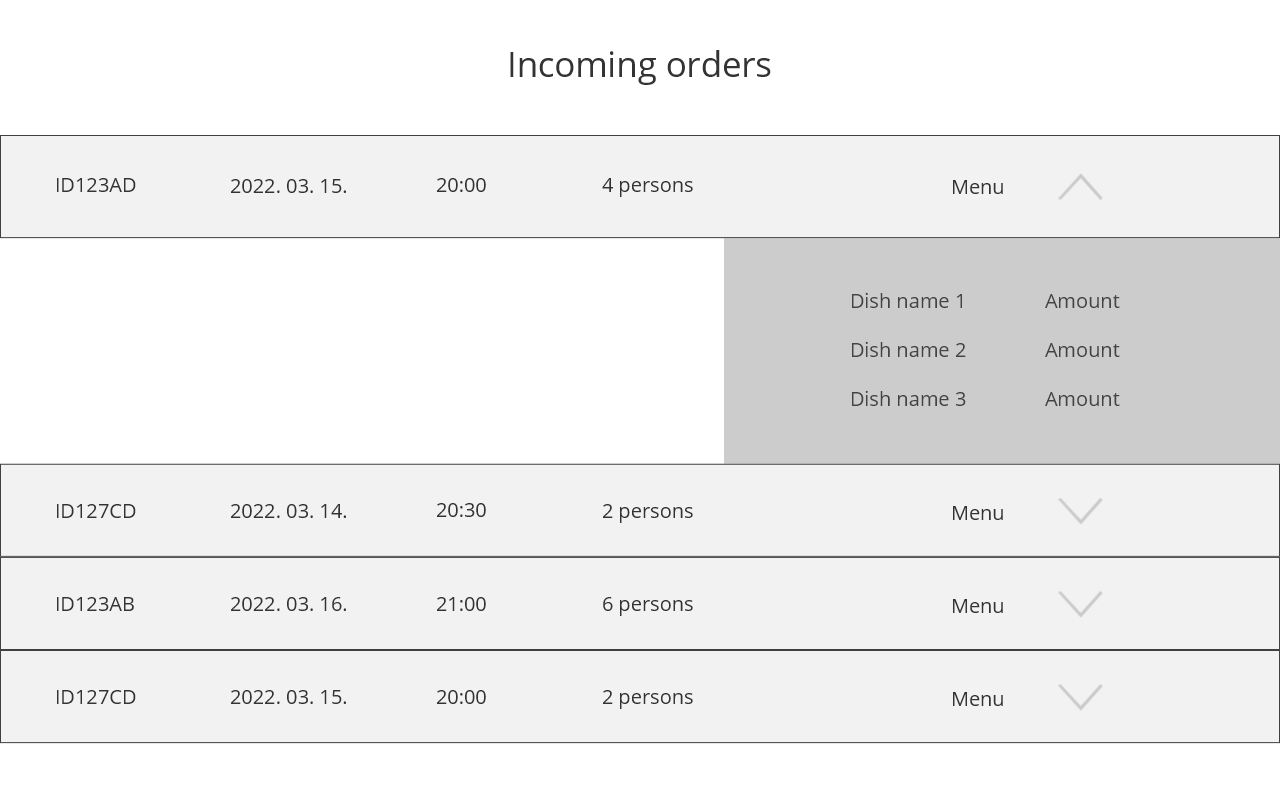 Incoming orders
ID123AD 2022. 03. 15. 20:00 4 persons Menu
Dish name 1 Amount
Dish name 2 Amount
Dish name 3 Amount
ID127CD 2022. 03. 14. 20:30 2 persons Menu
ID123AB 2022. 03. 16. 21:00 6 persons Menu
ID127CD 2022. 03. 15. 20:00 2 persons Menu